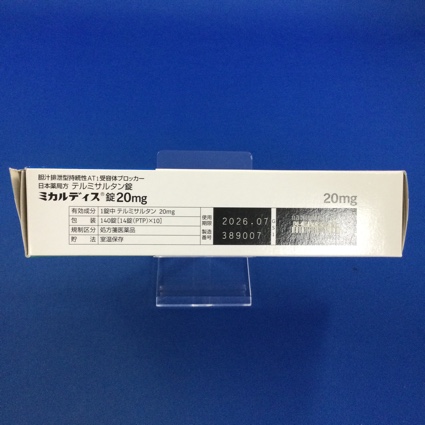 胆汁排泄型持続性AT₁受容体ブロッカー
日本薬局方 テルミサルタン錠
ミカルディス®錠20mg
20mg
有効成分 1錠中 テルミサルタン 20mg
包装 140錠[14錠(PTP)×10]
規制区分 処方箋医薬品
貯法 室温保存
使用期限 2026.07
製造番号 389007